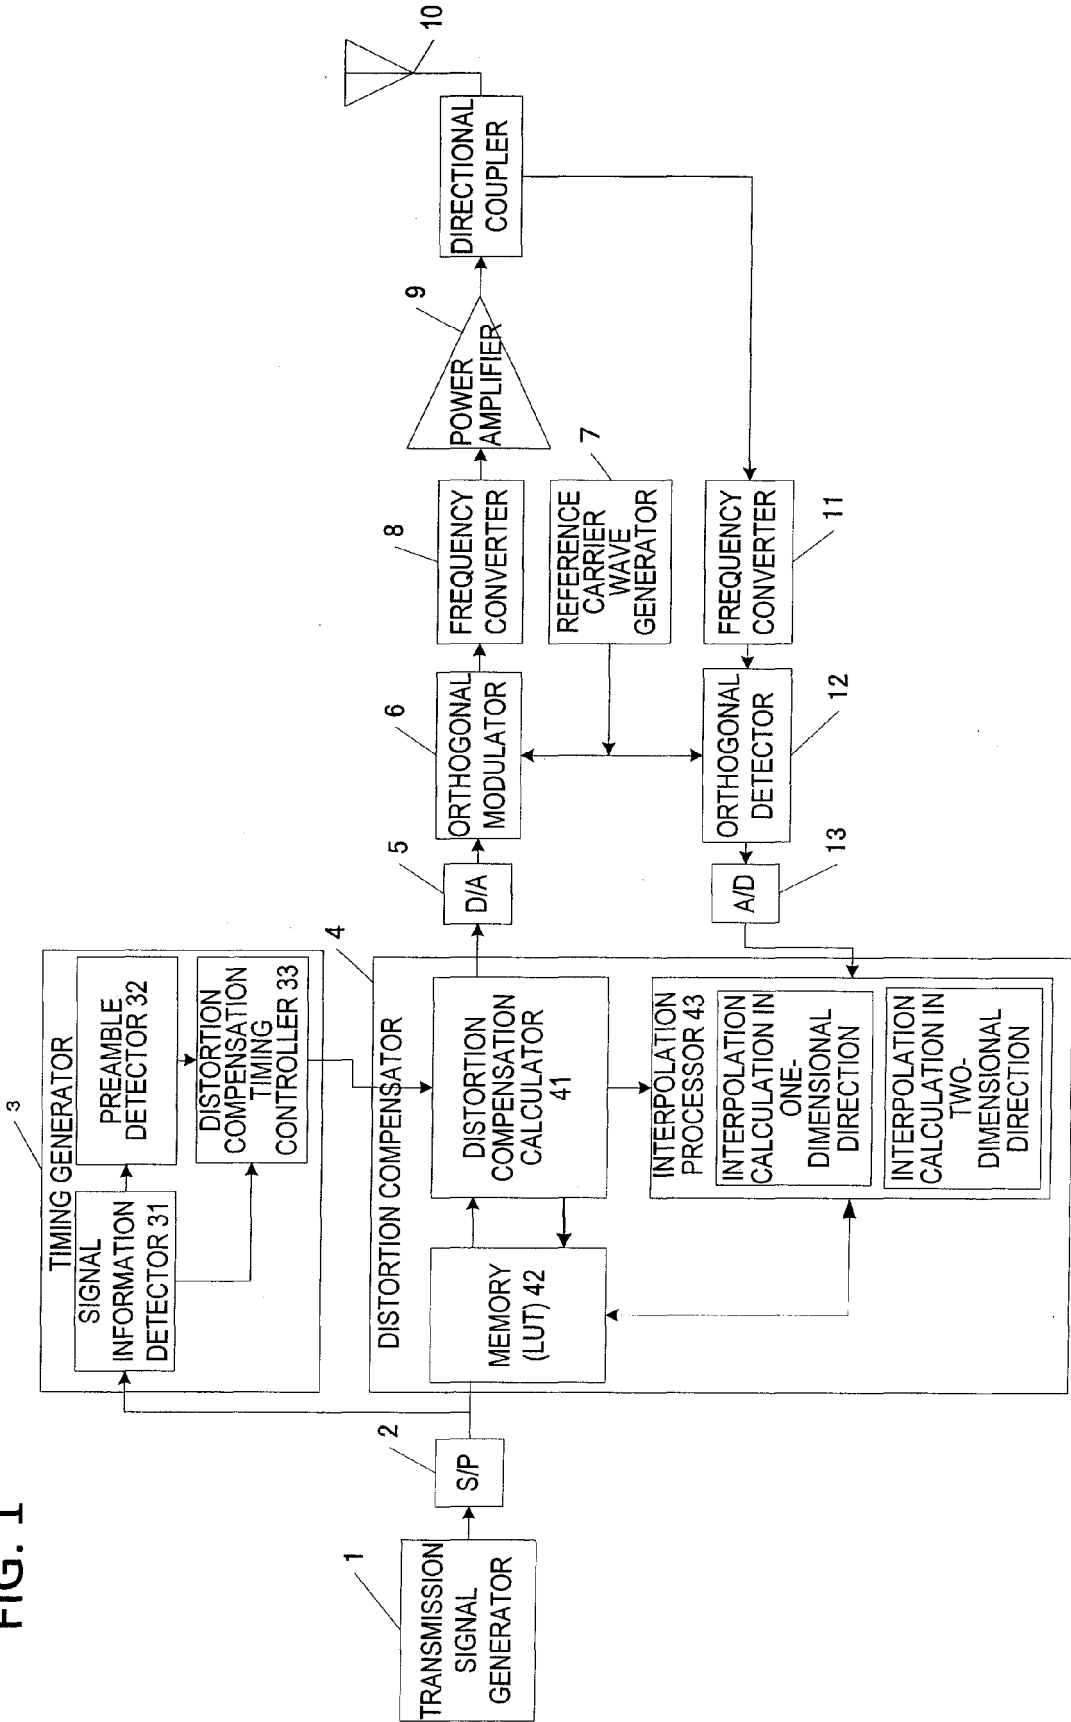 FIG. 1
3
TIMING GENERATOR
SIGNAL
INFORMATION
DETECTOR 31
PREAMBLE
DETECTOR 32
DISTORTION
COMPENSATION
TIMING
CONTROLLER 33
1
TRANSMISSION
SIGNAL
GENERATOR
2
S/P
4
DISTORTION COMPENSATOR
MEMORY
(LUT) 42
DISTORTION
COMPENSATION
CALCULATOR
41
INTERPOLATION
PROCESSOR 43
INTERPOLATION
CALCULATION IN
ONE-
DIMENSIONAL
DIRECTION
INTERPOLATION
CALCULATION IN
TWO-
DIMENSIONAL
DIRECTION
5
D/A
6
ORTHOGONAL
MODULATOR
8
FREQUENCY
CONVERTER
9
POWER
AMPLIFIER
DIRECTIONAL
COUPLER
10
7
REFERENCE
CARRIER
WAVE
GENERATOR
FREQUENCY
CONVERTER
11
ORTHOGONAL
DETECTOR
12
A/D
13